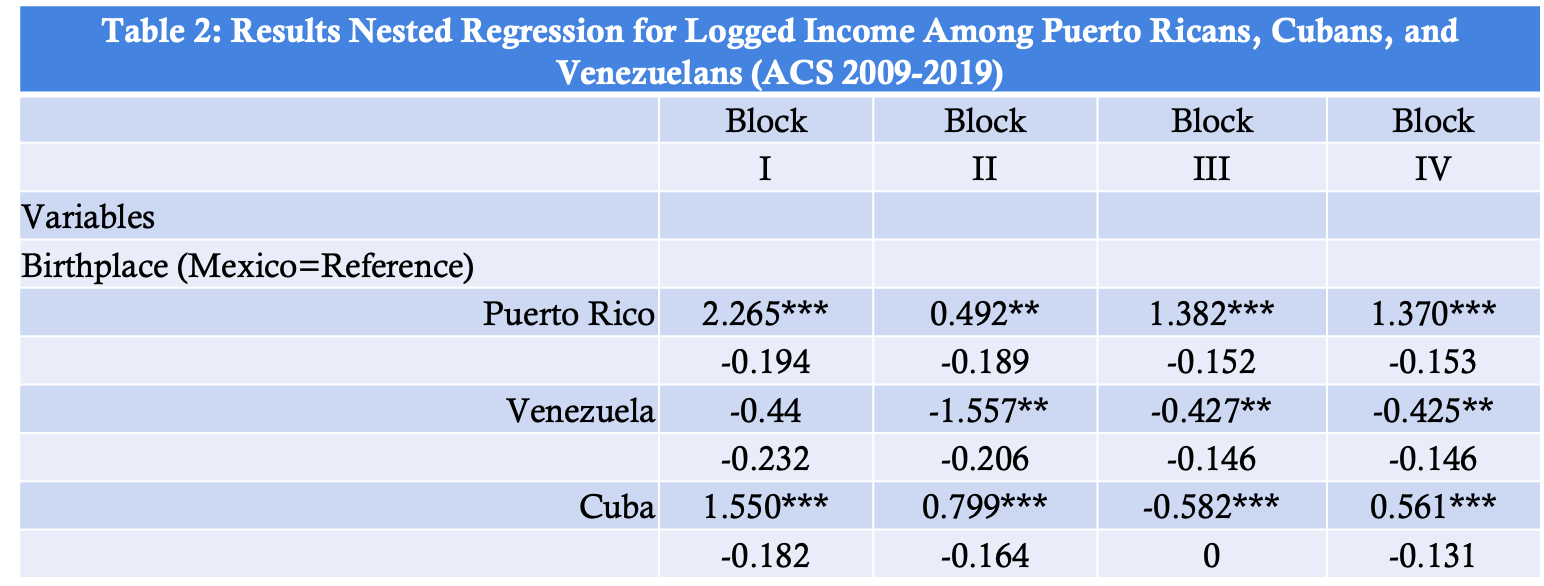 Table 2: Results Nested Regression for Logged Income Among Puerto Ricans, Cubans, and
Venezuelans (ACS 2009-2019)
Block Block Block Block
I II III IV
Variables
Birthplace (Mexico=Reference)
Puerto Rico 2.265*** 0.492** 1.382*** 1.370***
-0.194 -0.189 -0.152 -0.153
Venezuela -0.44 -1.557** -0.427** -0.425**
-0.232 -0.206 -0.146 -0.146
Cuba 1.550*** 0.799*** -0.582*** 0.561***
-0.182 -0.164 0 -0.131